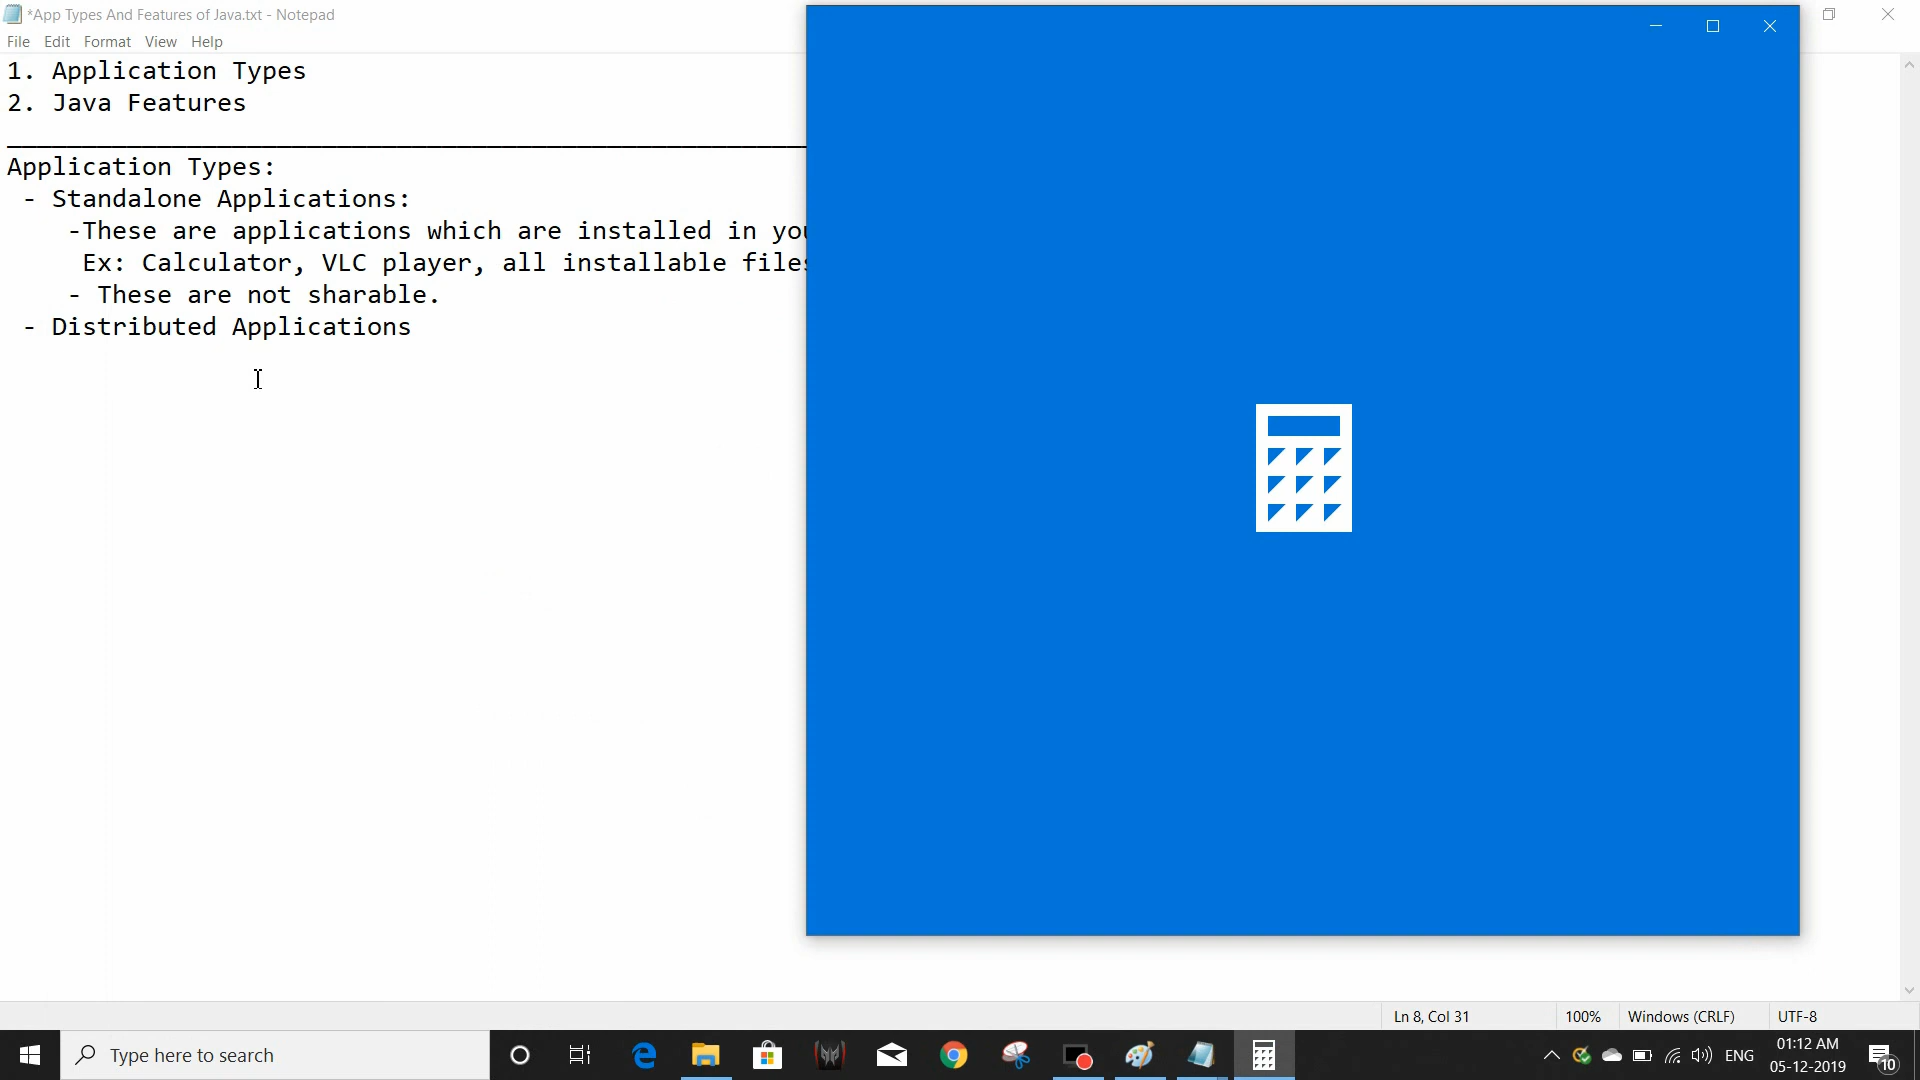 *App Types And Features of Java.txt - Notepad
File Edit Format View Help
1. Application Types
2. Java Features
Application Types:
- Standalone Applications:
-These are applications which are installed in you
Ex: Calculator, VLC player, all installable files
- These are not sharable.
- Distributed Applications
Ln 8, Col 31 100% Windows (CRLF) UTF-8
Type here to search
ENG
01:12 AM
05-12-2019
10